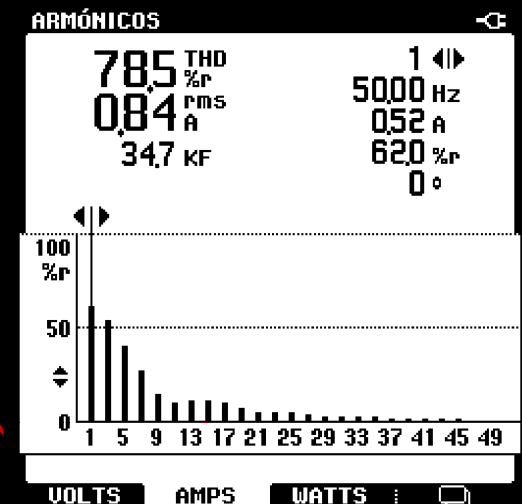 ARMÓNICOS
78,5 THD %r
0,84 rms A
34,7 KF
1
50,00 Hz
0,52 A
62,0 %r
0 °
100
%r
50
0
1 5 9 13 17 21 25 29 33 37 41 45 49
VOLTS AMPS WATTS